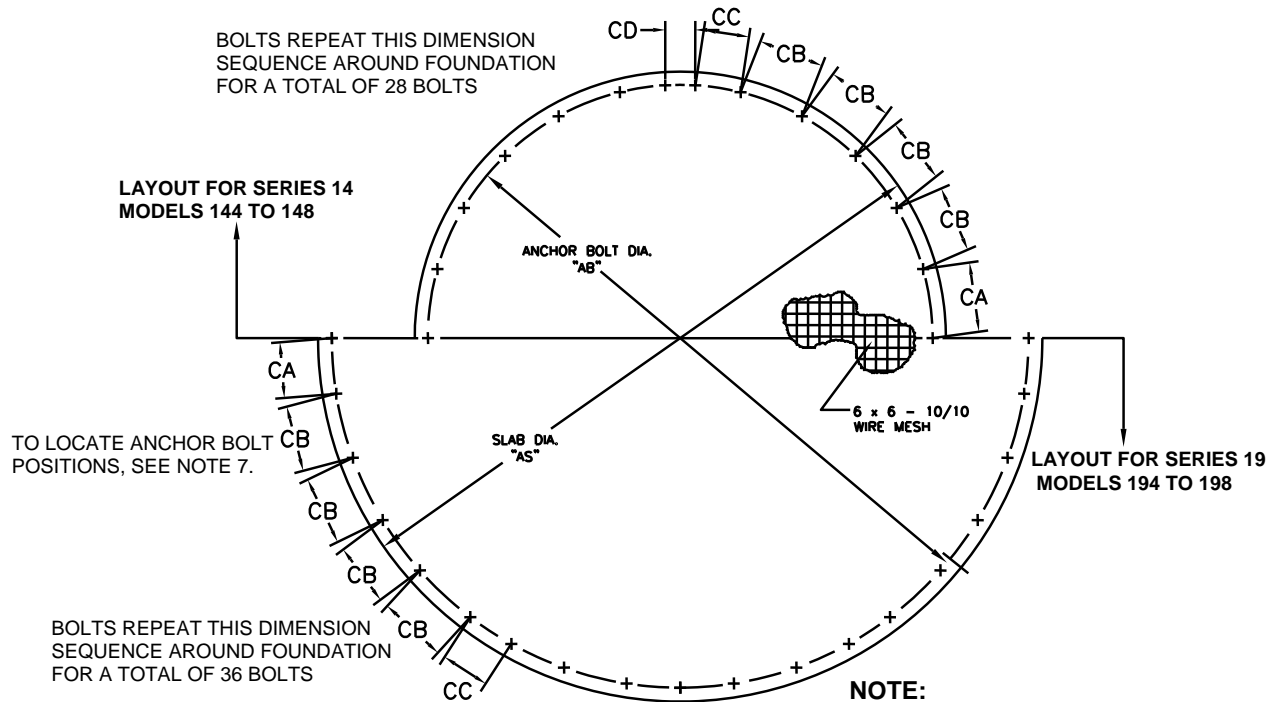 CD
CC
BOLTS REPEAT THIS DIMENSION
SEQUENCE AROUND FOUNDATION
FOR A TOTAL OF 28 BOLTS
CB
CB
CB
CB
CA
LAYOUT FOR SERIES 14
MODELS 144 TO 148
ANCHOR BOLT DIA.
"AB"
CA
CB
CB
CB
CB
CC
TO LOCATE ANCHOR BOLT
POSITIONS, SEE NOTE 7.
SLAB DIA.
"AS"
6 x 6 - 10/10
WIRE MESH
LAYOUT FOR SERIES 19
MODELS 194 TO 198
BOLTS REPEAT THIS DIMENSION
SEQUENCE AROUND FOUNDATION
FOR A TOTAL OF 36 BOLTS
NOTE: